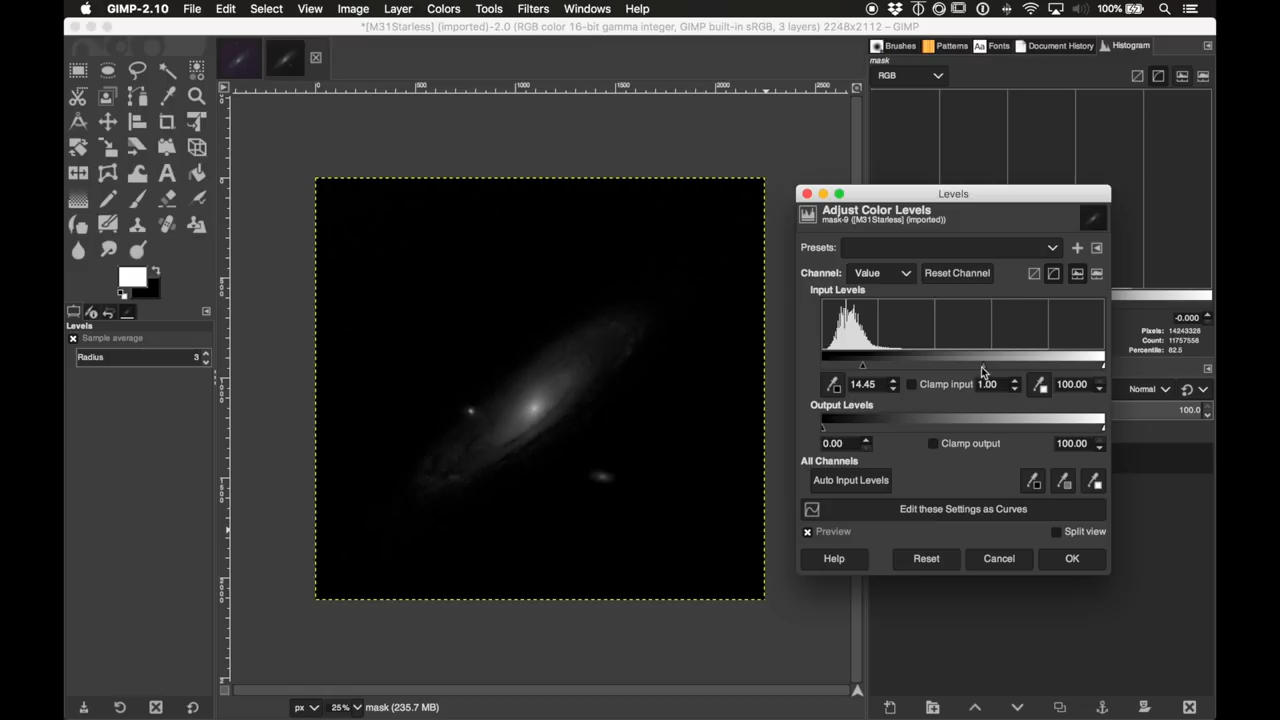 GIMP-2.10 File Edit Select View Image Layer Colors Tools Filters Windows Help 100%
*[M31Starless] (imported)-2.0 (RGB color 16-bit gamma integer, GIMP built-in sRGB, 3 layers) 2248x2112 – GIMP
Brushes Patterns Aa Fonts Document History Histogram
mask
RGB
0 500 1000 1500 2000 2500
Levels
Adjust Color Levels
mask-9 ([M31Starless] (imported))
Presets:
Channel: Value Reset Channel
Input Levels
14.45 Clamp input 1.00 100.00
Output Levels
0.00 Clamp output 100.00
All Channels
Auto Input Levels
Edit these Settings as Curves
Preview Split view
Help Reset Cancel OK
-0.000
Pixels: 14243328
Count: 11757558
Percentile: 82.5
Normal
100.0
Levels
Sample average
Radius 3
px 25% mask (235.7 MB)